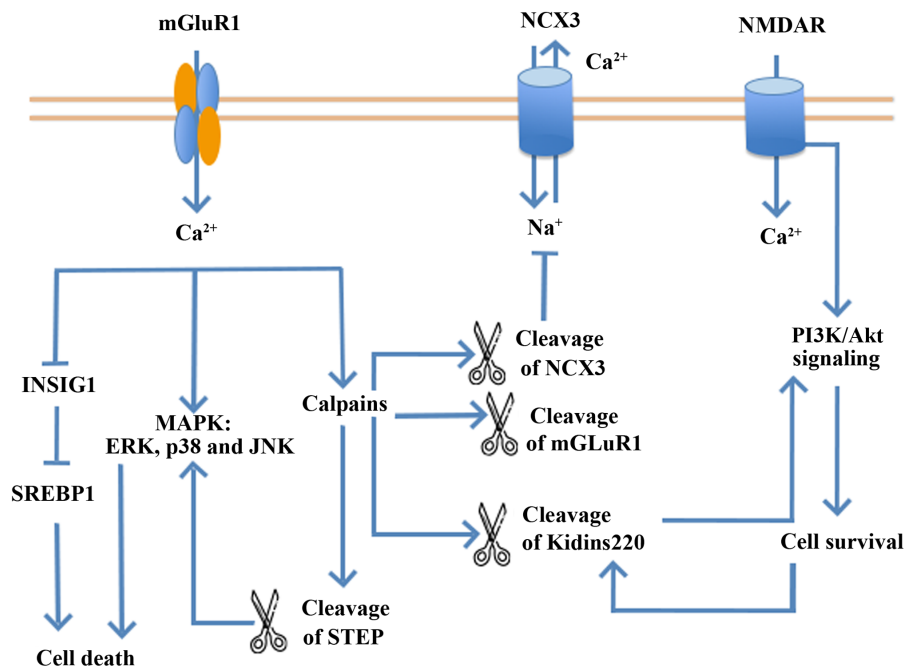 mGluR1
NCX3
NMDAR
Ca²⁺
Ca²⁺
Na⁺
Ca²⁺
INSIG1
SREBP1
Cell death
MAPK:
ERK, p38 and JNK
Calpains
Cleavage
of STEP
Cleavage
of NCX3
Cleavage
of mGLuR1
Cleavage
of Kidins220
PI3K/Akt
signaling
Cell survival